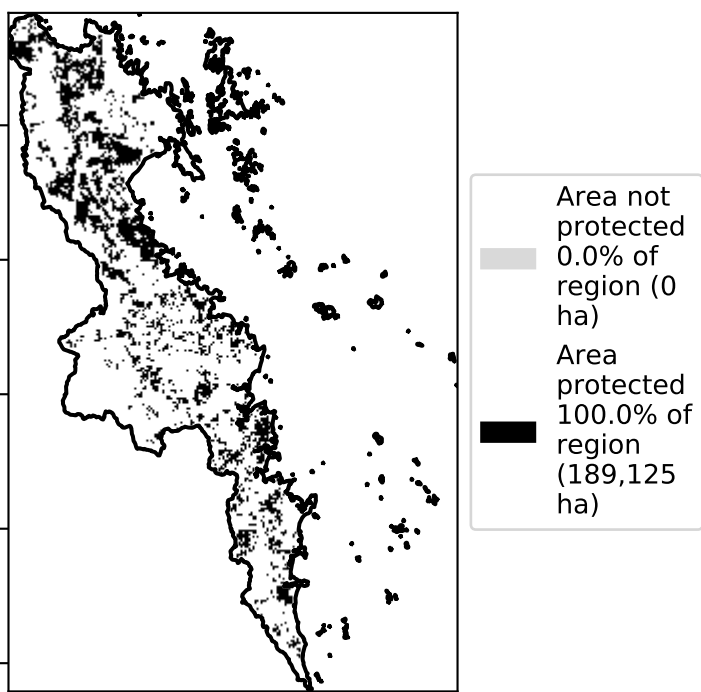 Area not
protected
0.0% of
region (0
ha)
Area
protected
100.0% of
region
(189,125
ha)